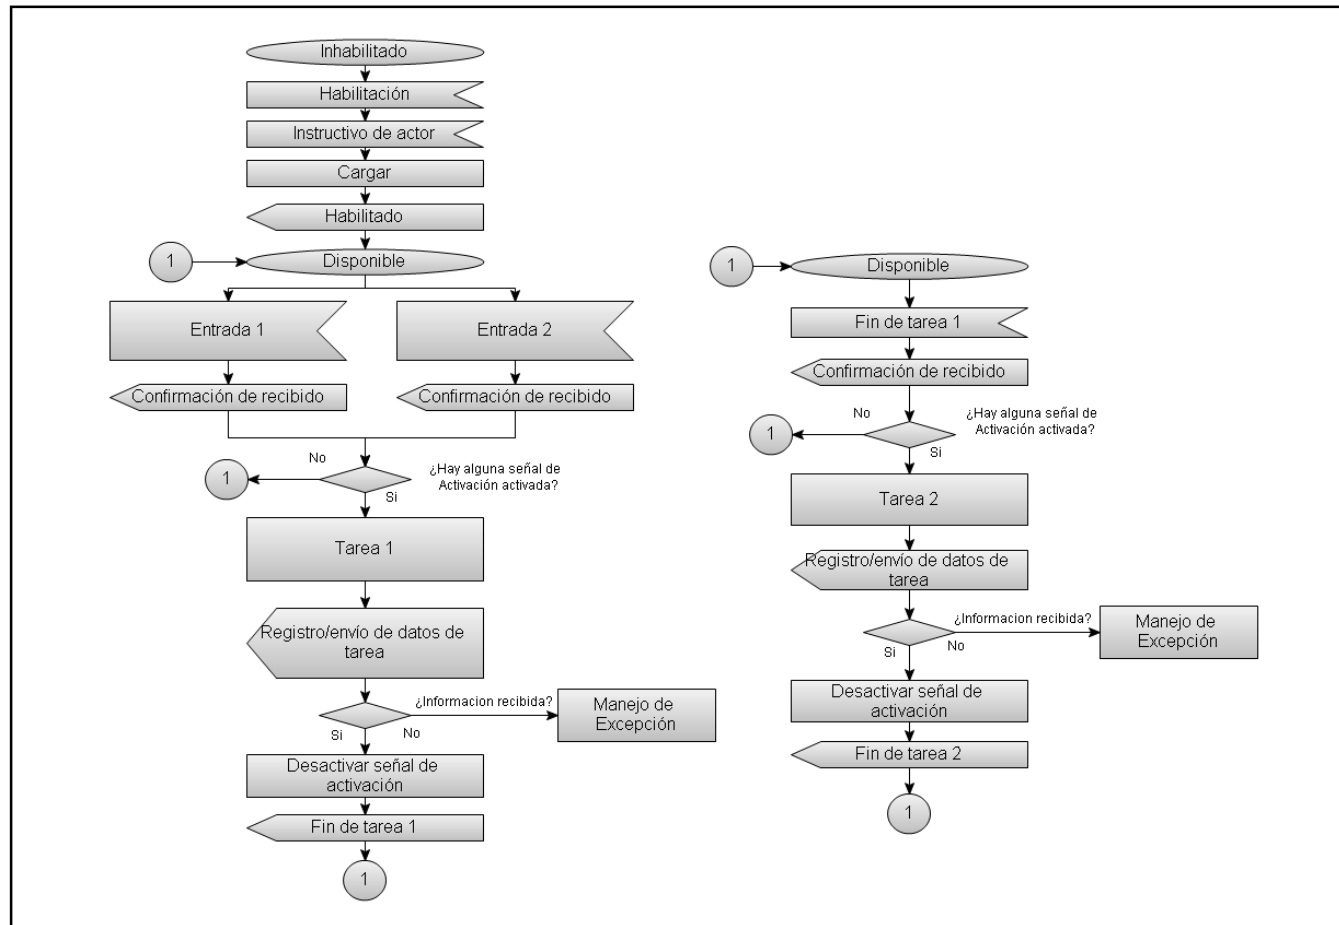 Inhabilitado
Habilitación
Instructivo de actor
Cargar
Habilitado
1
Disponible
Entrada 1
Entrada 2
Confirmación de recibido
Confirmación de recibido
No
¿Hay alguna señal de
Activación activada?
1
Si
Tarea 1
Registro/envío de datos de
tarea
¿Informacion recibida?
Manejo de
Excepción
Si
No
Desactivar señal de
activación
Fin de tarea 1
1
1
Disponible
Fin de tarea 1
Confirmación de recibido
No
¿Hay alguna señal de
Activación activada?
1
Si
Tarea 2
Registro/envío de datos de
tarea
¿Informacion recibida?
Manejo de
Excepción
Si
No
Desactivar señal de
activación
Fin de tarea 2
1